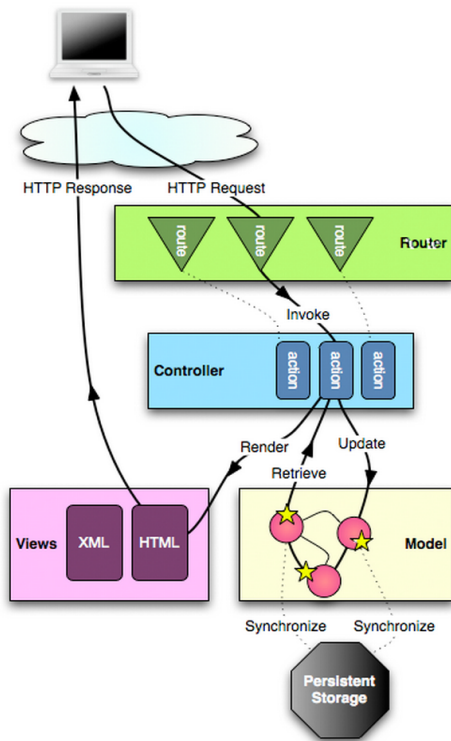 HTTP Response
HTTP Request
route
route
route
Router
Invoke
Controller
action
action
action
Render
Update
Retrieve
Views
XML
HTML
Model
Synchronize
Synchronize
Persistent
Storage